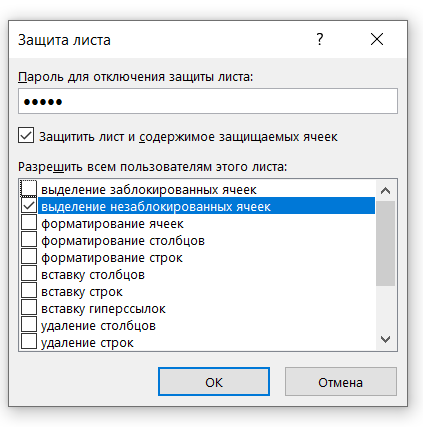 Защита листа
?
Пароль для отключения защиты листа:
●●●●●
Защитить лист и содержимое защищаемых ячеек
Разрешить всем пользователям этого листа:
выделение заблокированных ячеек
выделение незаблокированных ячеек
форматирование ячеек
форматирование столбцов
форматирование строк
вставку столбцов
вставку строк
вставку гиперссылок
удаление столбцов
удаление строк
ОК
Отмена